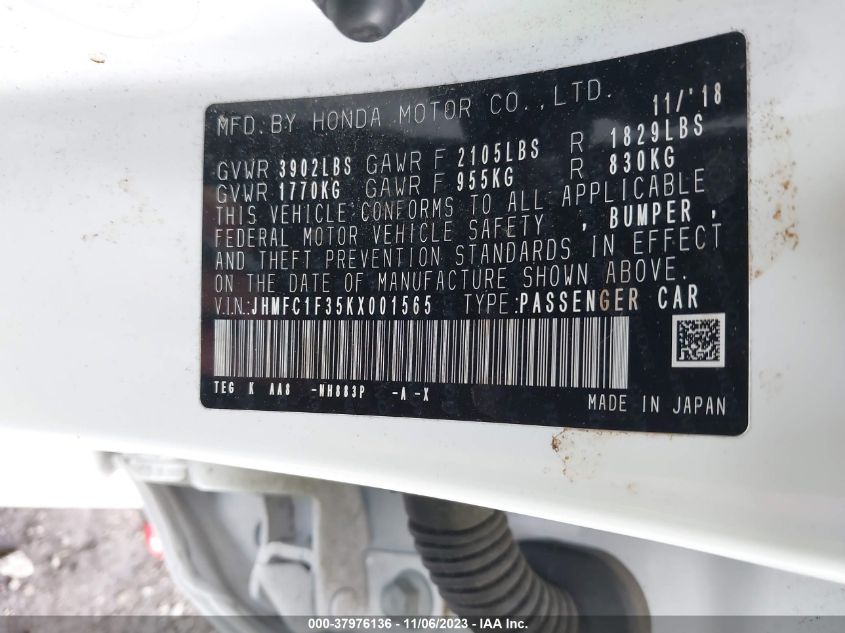 MFD. BY HONDA MOTOR CO., LTD. 11/'18
GVWR 3902LBS GAWR F 2105LBS R 1829LBS
GVWR 1770KG GAWR F 955KG R 830KG
THIS VEHICLE CONFORMS TO ALL APPLICABLE
FEDERAL MOTOR VEHICLE SAFETY , BUMPER ,
AND THEFT PREVENTION STANDARDS IN EFFECT
ON THE DATE OF MANUFACTURE SHOWN ABOVE.
V.I.N.:JHMFC1F35KX001565 TYPE:PASSENGER CAR
TEG K AA8 -NH883P -A -X
MADE IN JAPAN
000-37976136 - 11/06/2023 - US - IAAI - Copart, Inc.